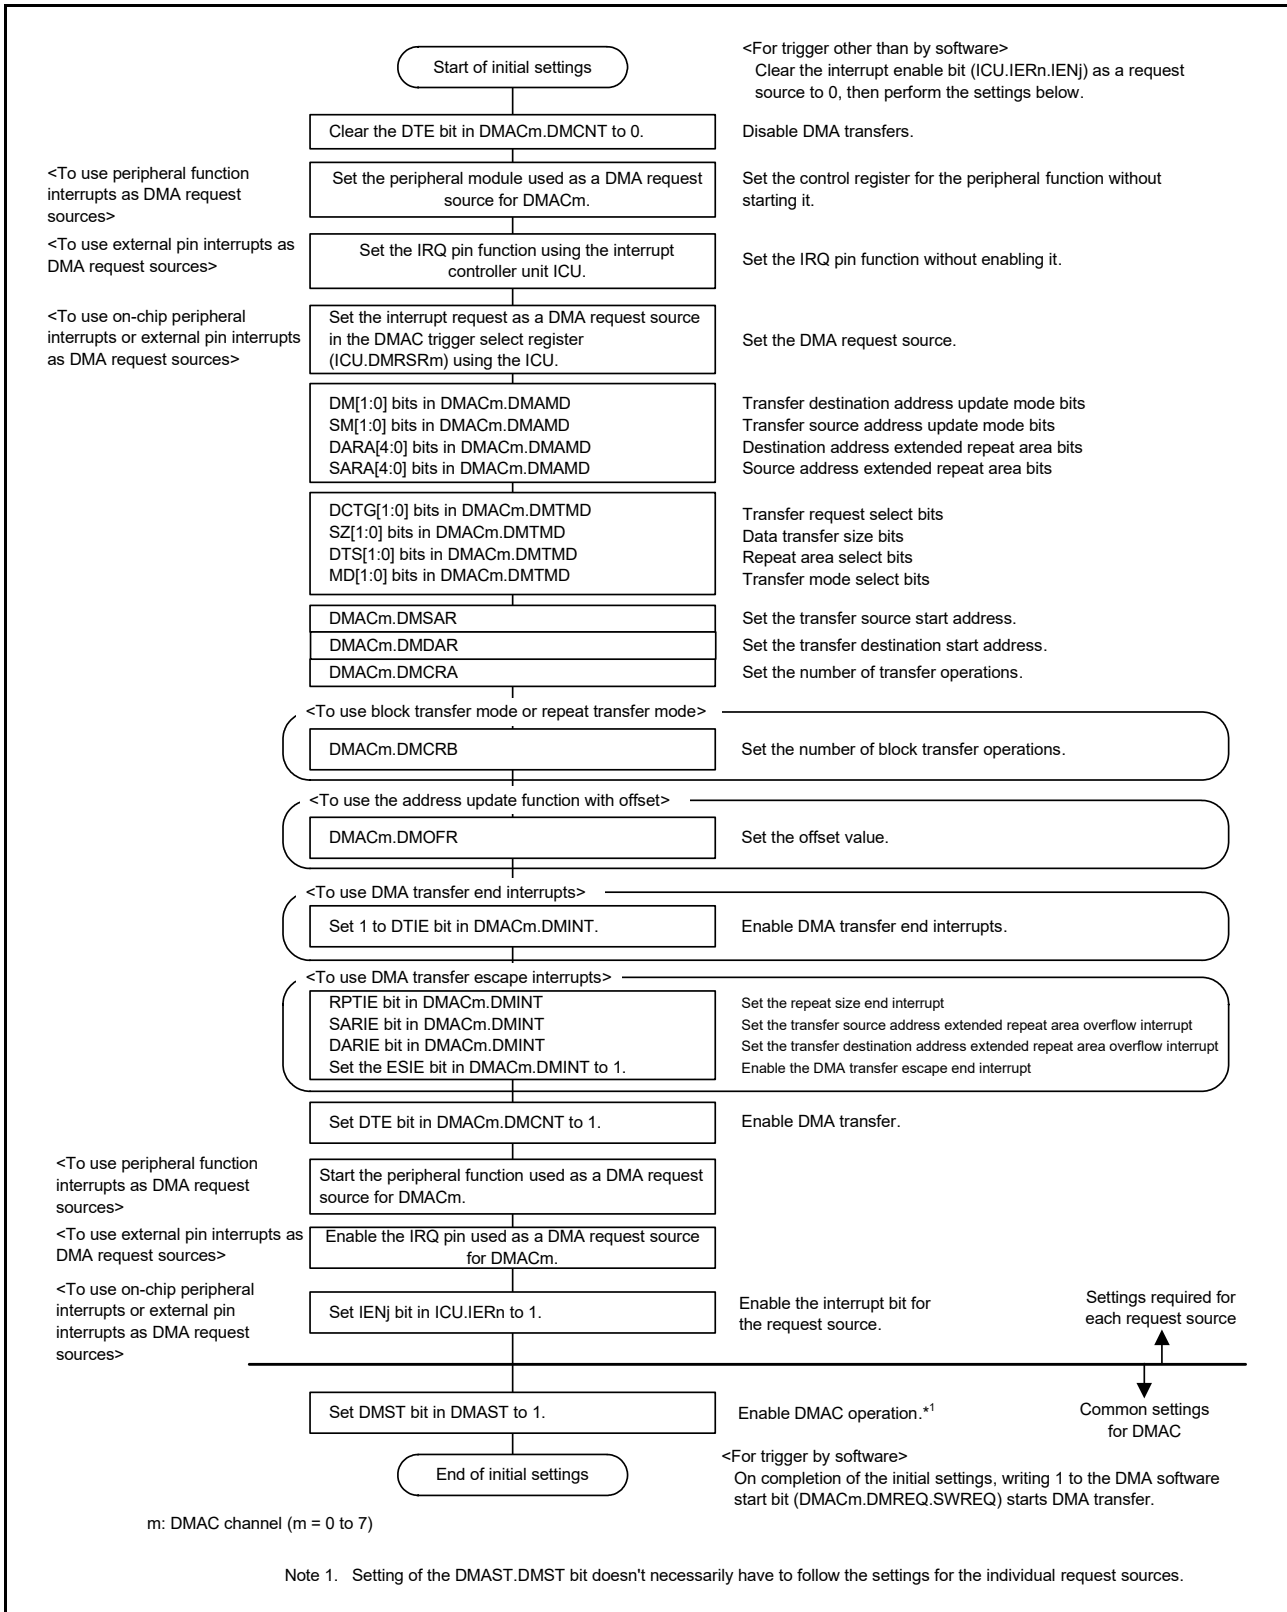 Start of initial settings
<For trigger other than by software>
Clear the interrupt enable bit (ICU.IERn.IENj) as a request
source to 0, then perform the settings below.
Clear the DTE bit in DMACm.DMCNT to 0.
Disable DMA transfers.
<To use peripheral function
interrupts as DMA request
sources>
Set the peripheral module used as a DMA request
source for DMACm.
Set the control register for the peripheral function without
starting it.
<To use external pin interrupts as
DMA request sources>
Set the IRQ pin function using the interrupt
controller unit ICU.
Set the IRQ pin function without enabling it.
<To use on-chip peripheral
interrupts or external pin interrupts
as DMA request sources>
Set the interrupt request as a DMA request source
in the DMAC trigger select register
(ICU.DMRSRm) using the ICU.
Set the DMA request source.
DM[1:0] bits in DMACm.DMAMD
SM[1:0] bits in DMACm.DMAMD
DARA[4:0] bits in DMACm.DMAMD
SARA[4:0] bits in DMACm.DMAMD
Transfer destination address update mode bits
Transfer source address update mode bits
Destination address extended repeat area bits
Source address extended repeat area bits
DCTG[1:0] bits in DMACm.DMTMD
SZ[1:0] bits in DMACm.DMTMD
DTS[1:0] bits in DMACm.DMTMD
MD[1:0] bits in DMACm.DMTMD
Transfer request select bits
Data transfer size bits
Repeat area select bits
Transfer mode select bits
DMACm.DMSAR
Set the transfer source start address.
DMACm.DMDAR
Set the transfer destination start address.
DMACm.DMCRA
Set the number of transfer operations.
<To use block transfer mode or repeat transfer mode>
DMACm.DMCRB
Set the number of block transfer operations.
<To use the address update function with offset>
DMACm.DMOFR
Set the offset value.
<To use DMA transfer end interrupts>
Set 1 to DTIE bit in DMACm.DMINT.
Enable DMA transfer end interrupts.
<To use DMA transfer escape interrupts>
RPTIE bit in DMACm.DMINT
SARIE bit in DMACm.DMINT
DARIE bit in DMACm.DMINT
Set the ESIE bit in DMACm.DMINT to 1.
Set the repeat size end interrupt
Set the transfer source address extended repeat area overflow interrupt
Set the transfer destination address extended repeat area overflow interrupt
Enable the DMA transfer escape end interrupt
Set DTE bit in DMACm.DMCNT to 1.
Enable DMA transfer.
<To use peripheral function
interrupts as DMA request
sources>
Start the peripheral function used as a DMA request
source for DMACm.
<To use external pin interrupts as
DMA request sources>
Enable the IRQ pin used as a DMA request source
for DMACm.
<To use on-chip peripheral
interrupts or external pin
interrupts as DMA request
sources>
Set IENj bit in ICU.IERn to 1.
Enable the interrupt bit for
the request source.
Settings required for
each request source
Set DMST bit in DMAST to 1.
Enable DMAC operation.*1
Common settings
for DMAC
End of initial settings
<For trigger by software>
On completion of the initial settings, writing 1 to the DMA software
start bit (DMACm.DMREQ.SWREQ) starts DMA transfer.
m: DMAC channel (m = 0 to 7)
Note 1. Setting of the DMAST.DMST bit doesn't necessarily have to follow the settings for the individual request sources.